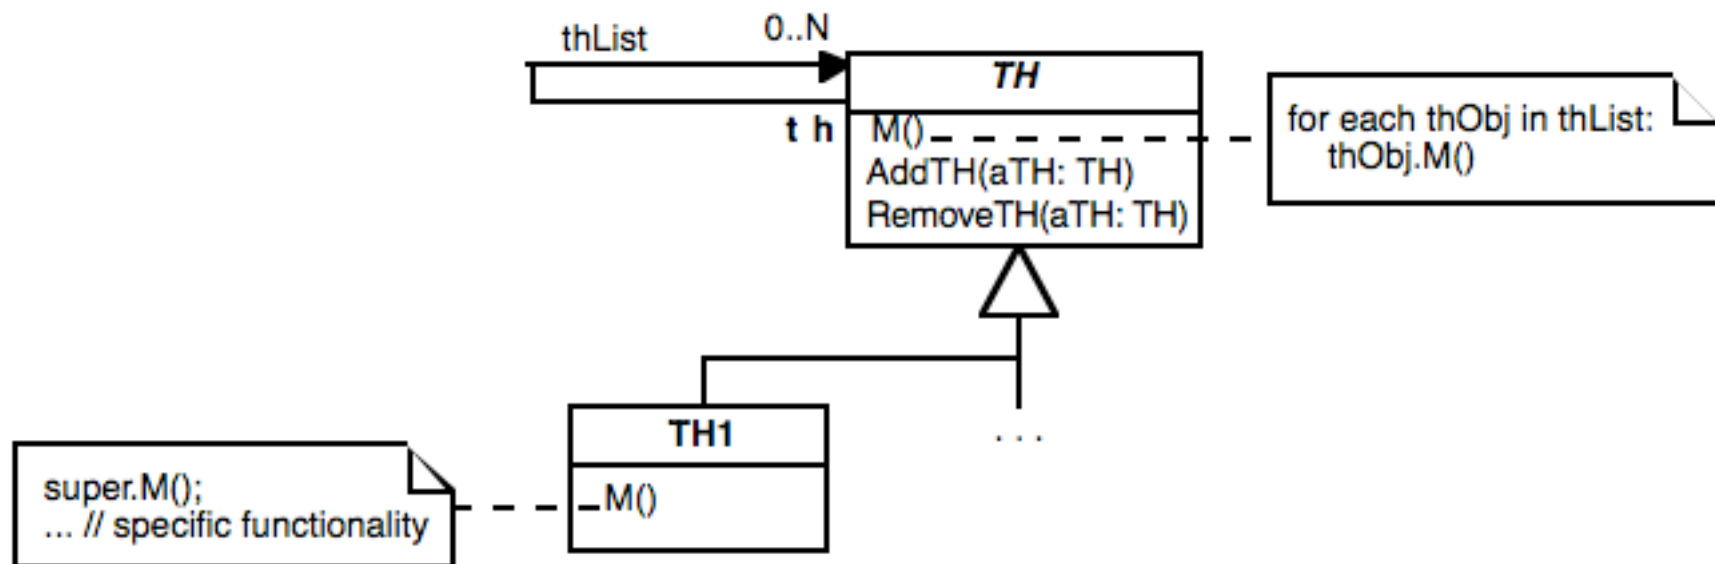 thList
0..N
TH
t h
M()
AddTH(aTH: TH)
RemoveTH(aTH: TH)
for each thObj in thList:
thObj.M()
TH1
M()
. . .
super.M();
... // specific functionality